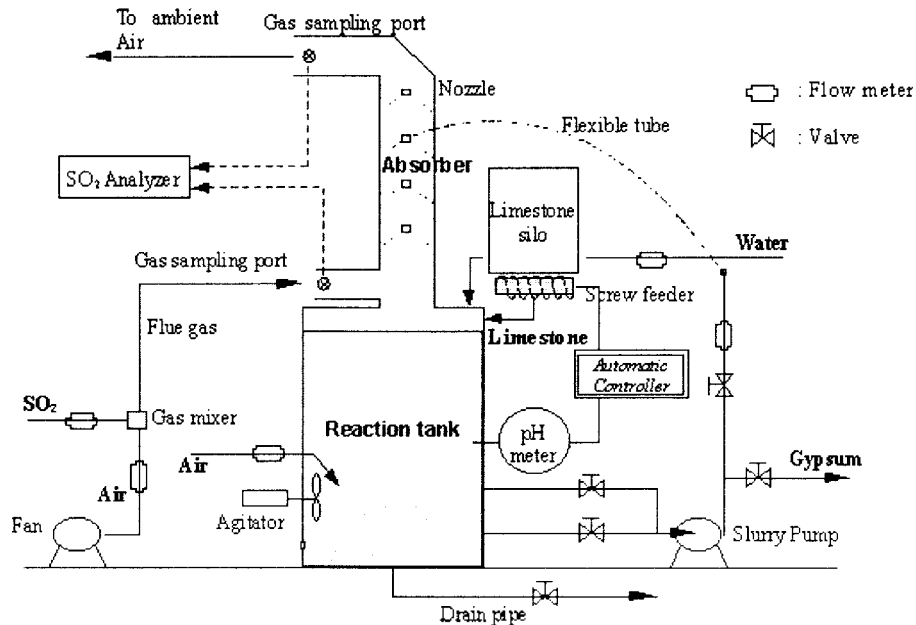 To ambient
Air
Gas sampling port
Nozzle
: Flow meter
: Valve
Flexible tube
Absorber
SO₂ Analyzer
Limestone
silo
Water
Gas sampling port
Screw feeder
Flue gas
Limestone
Automatic
Controller
SO₂
Gas mixer
Reaction tank
pH
meter
Air
Gypsum
Air
Fan
Agitator
Slurry Pump
Drain pipe